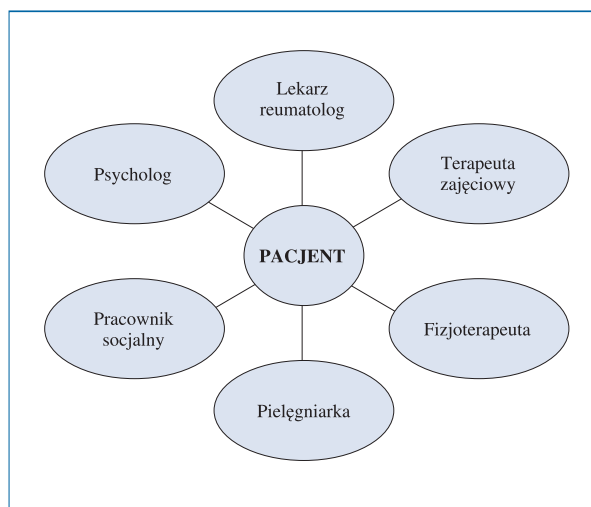 Lekarz
reumatolog
Psycholog
Terapeuta
zajęciowy
PACJENT
Pracownik
socjalny
Fizjoterapeuta
Pielęgniarka